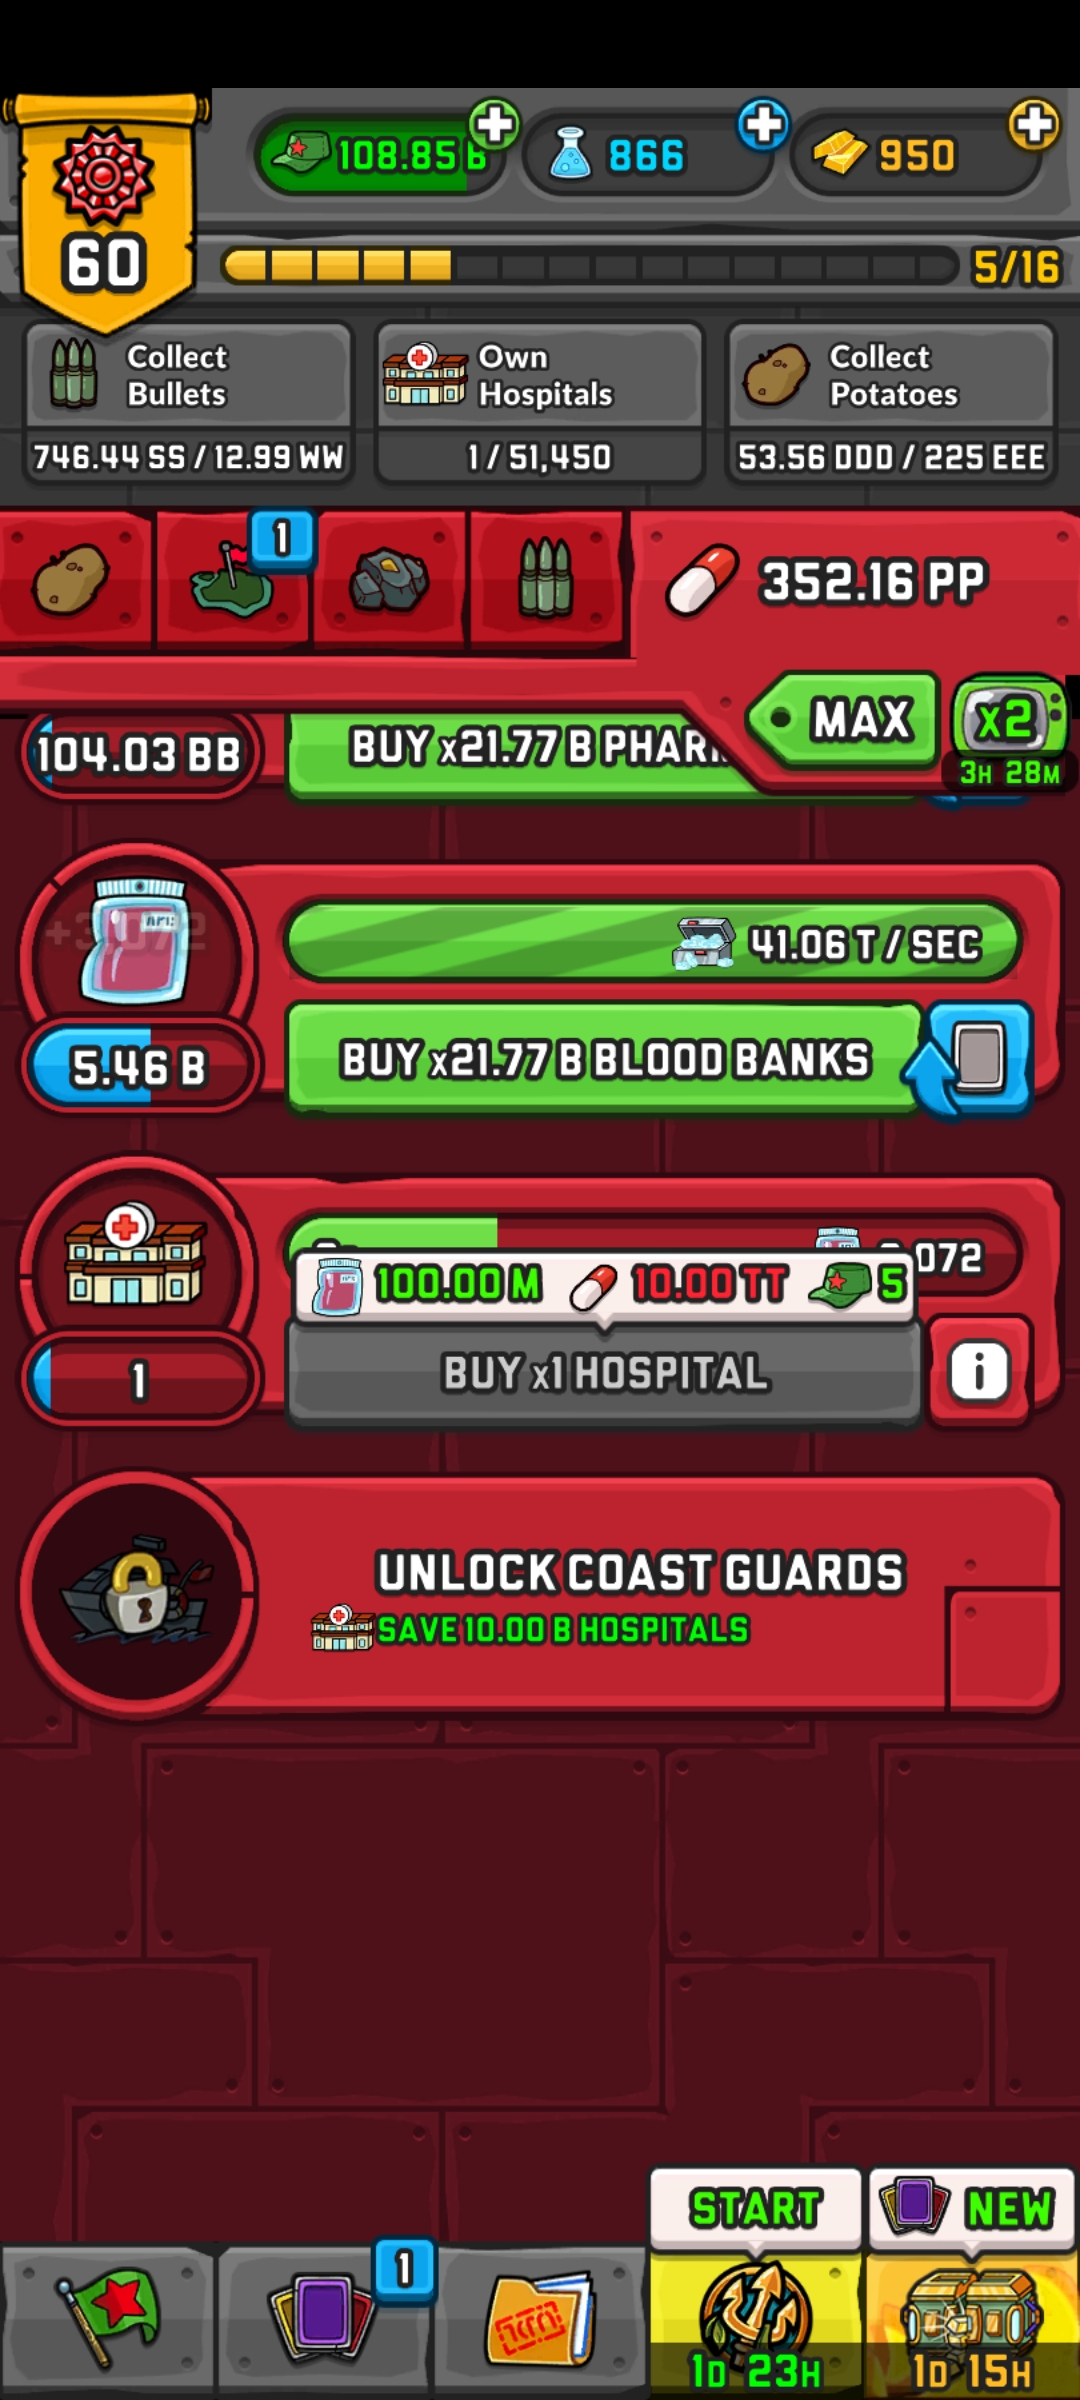 108.85 B
866
950
60
5/16
Collect
Bullets
746.44 SS / 12.99 WW
Own
Hospitals
1 / 51,450
Collect
Potatoes
53.56 DDD / 225 EEE
1
352.16 PP
MAX
x2
3H 28M
104.03 BB
BUY x21.77 B
41.06 T / SEC
5.46 B
BUY x21.77 B BLOOD BANKS
072
100.00 M
10.00 TT
5
1
BUY x1 HOSPITAL
i
UNLOCK COAST GUARDS
SAVE 10.00 B HOSPITALS
START
NEW
1
1D 23H
1D 15H